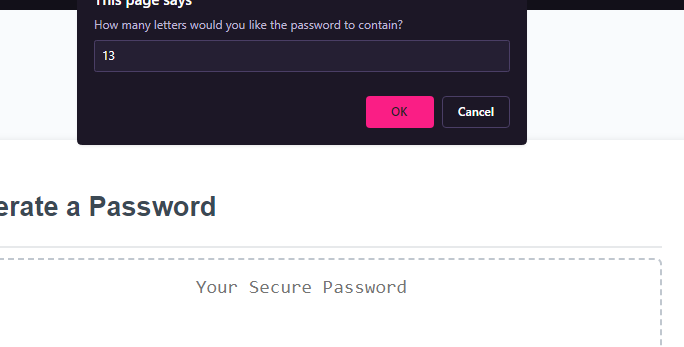 This page says
How many letters would you like the password to contain?
13
OK
Cancel
erate a Password
Your Secure Password